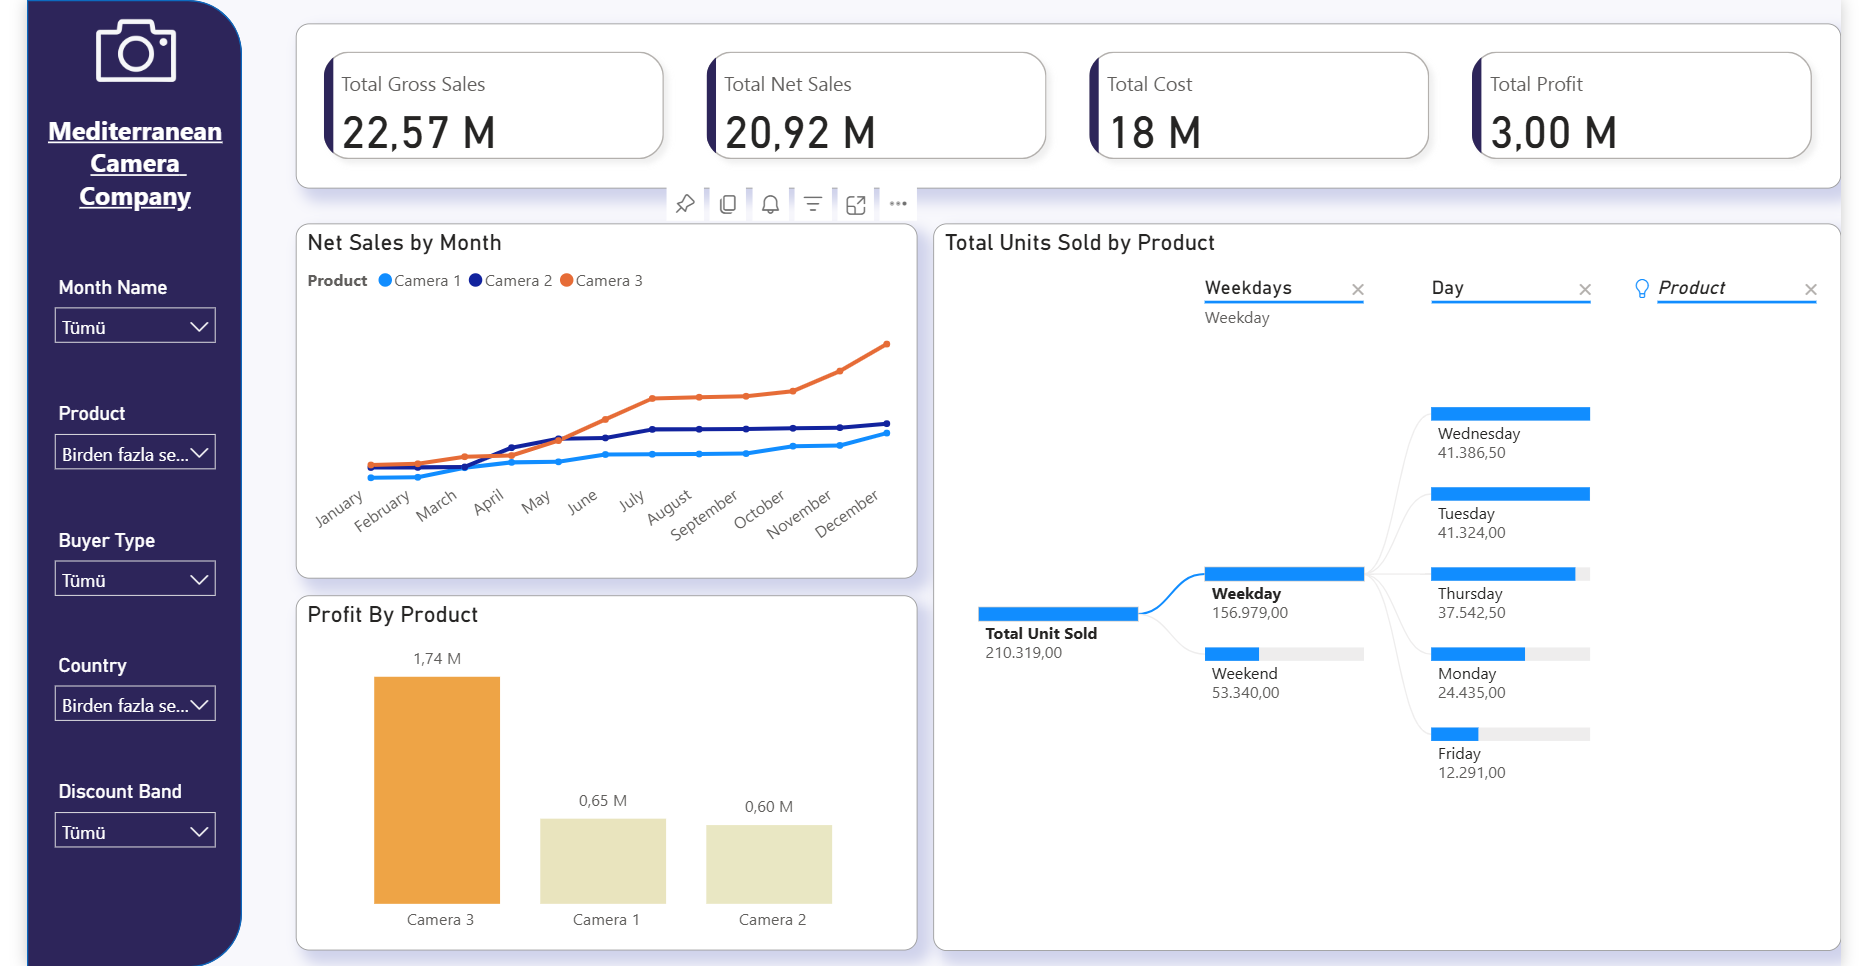 Mediterranean
Camera
Company
Month Name
Tümü
Product
Birden fazla se...
Buyer Type
Tümü
Country
Birden fazla se...
Discount Band
Tümü
Total Gross Sales
22,57 M
Total Net Sales
20,92 M
Total Cost
18 M
Total Profit
3,00 M
Net Sales by Month
Product Camera 1 Camera 2 Camera 3
January February March April May June July August September October November December
Profit By Product
1,74 M
0,65 M
0,60 M
Camera 3 Camera 1 Camera 2
Total Units Sold by Product
Weekdays Day Product
Weekday
Total Unit Sold
210.319,00
Weekday
156.979,00
Weekend
53.340,00
Wednesday
41.386,50
Tuesday
41.324,00
Thursday
37.542,50
Monday
24.435,00
Friday
12.291,00